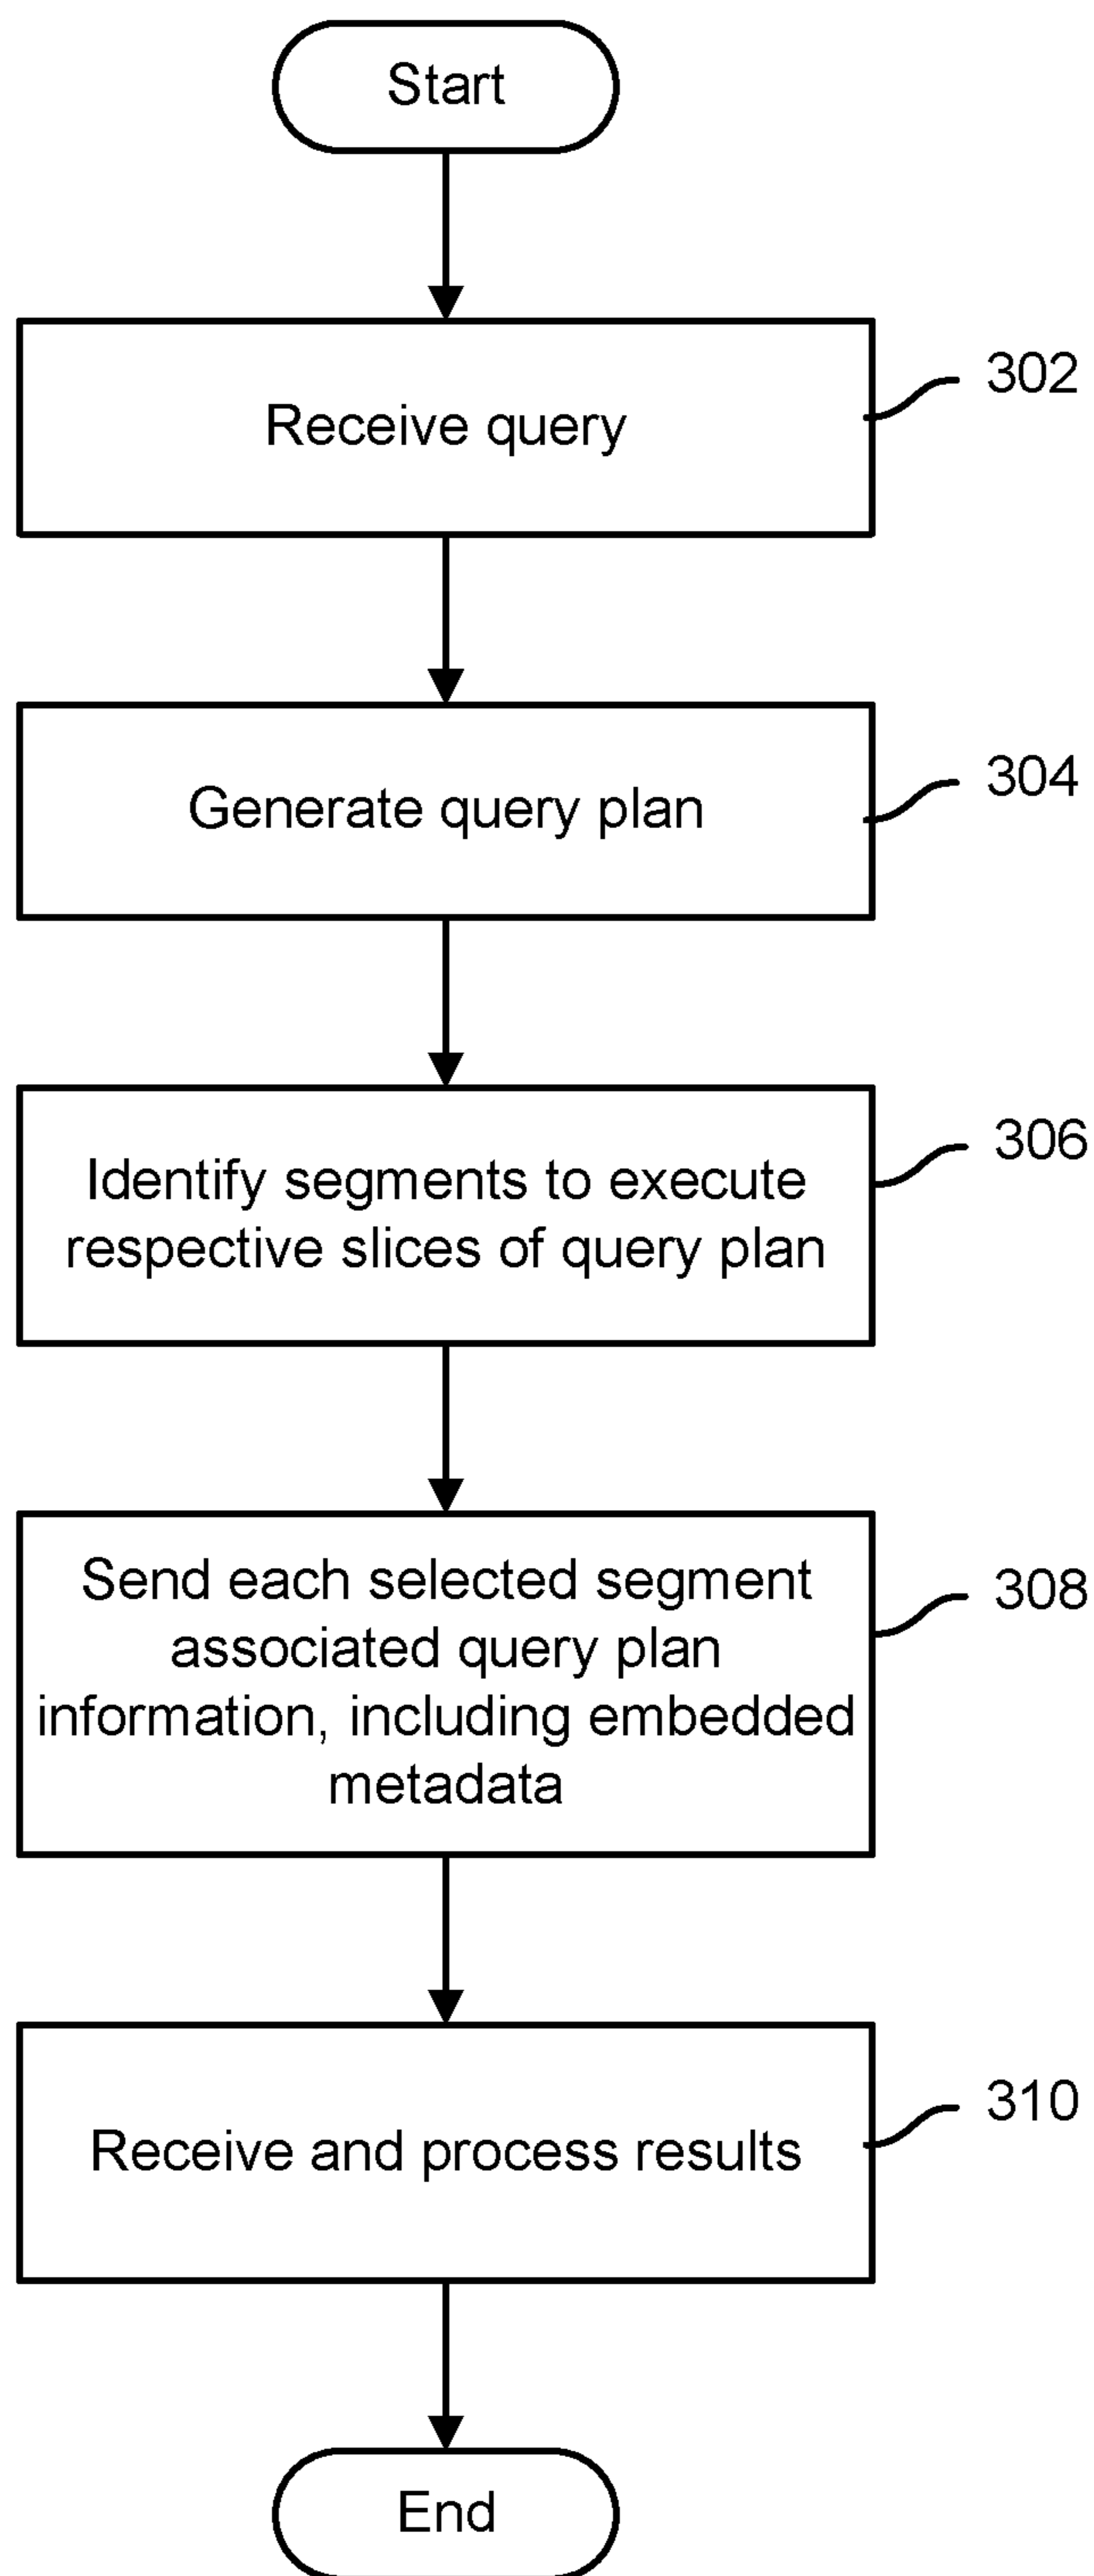 Start
Receive query
302
Generate query plan
304
Identify segments to execute
respective slices of query plan
306
Send each selected segment
associated query plan
information, including embedded
metadata
308
Receive and process results
310
End